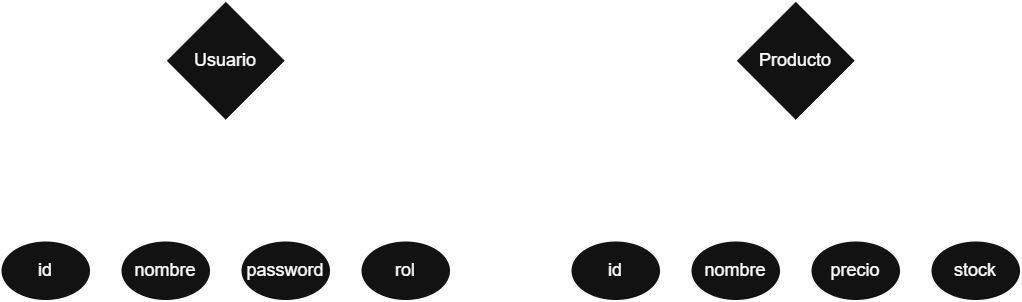 Usuario
Producto
id
nombre
password
rol
id
nombre
precio
stock